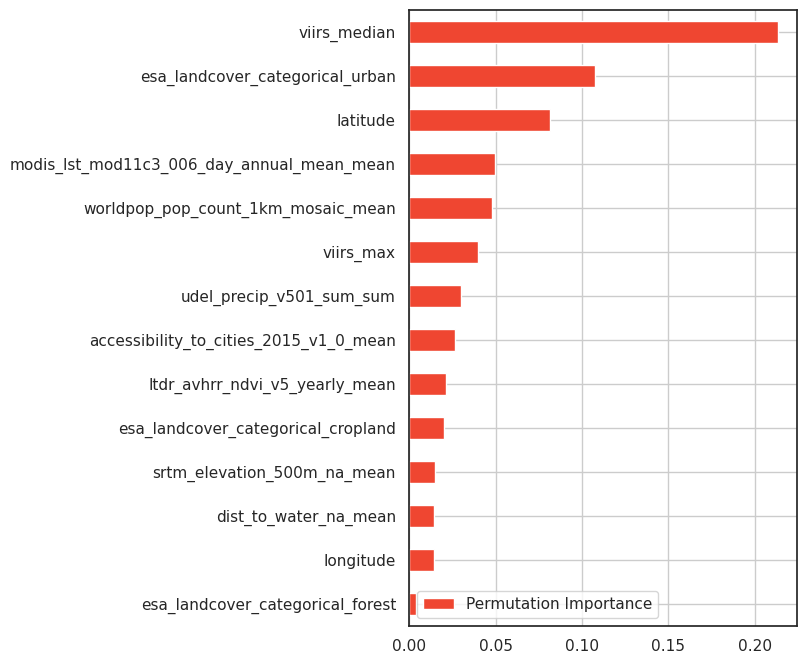 viirs_median
esa_landcover_categorical_urban
latitude
modis_lst_mod11c3_006_day_annual_mean_mean
worldpop_pop_count_1km_mosaic_mean
viirs_max
udel_precip_v501_sum_sum
accessibility_to_cities_2015_v1_0_mean
ltdr_avhrr_ndvi_v5_yearly_mean
esa_landcover_categorical_cropland
srtm_elevation_500m_na_mean
dist_to_water_na_mean
longitude
esa_landcover_categorical_forest
Permutation Importance
0.00 0.05 0.10 0.15 0.20